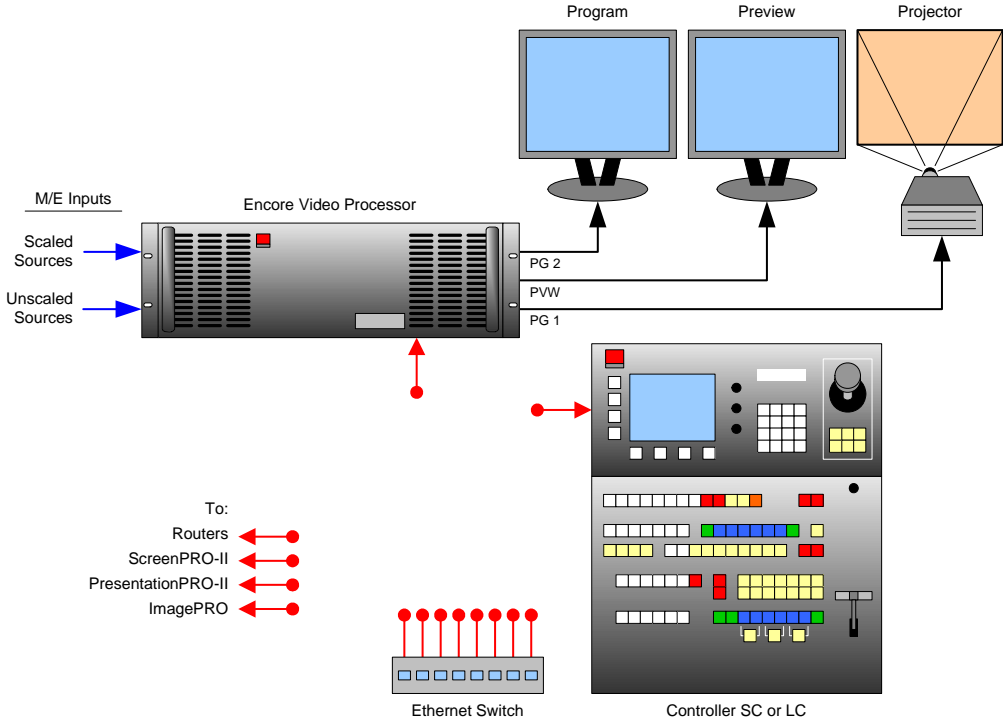 Program
Preview
Projector
M/E Inputs
Encore Video Processor
Scaled
Sources
Unscaled
Sources
PG 2
PVW
PG 1
To:
Routers
ScreenPRO-II
PresentationPRO-II
ImagePRO
Ethernet Switch
Controller SC or LC